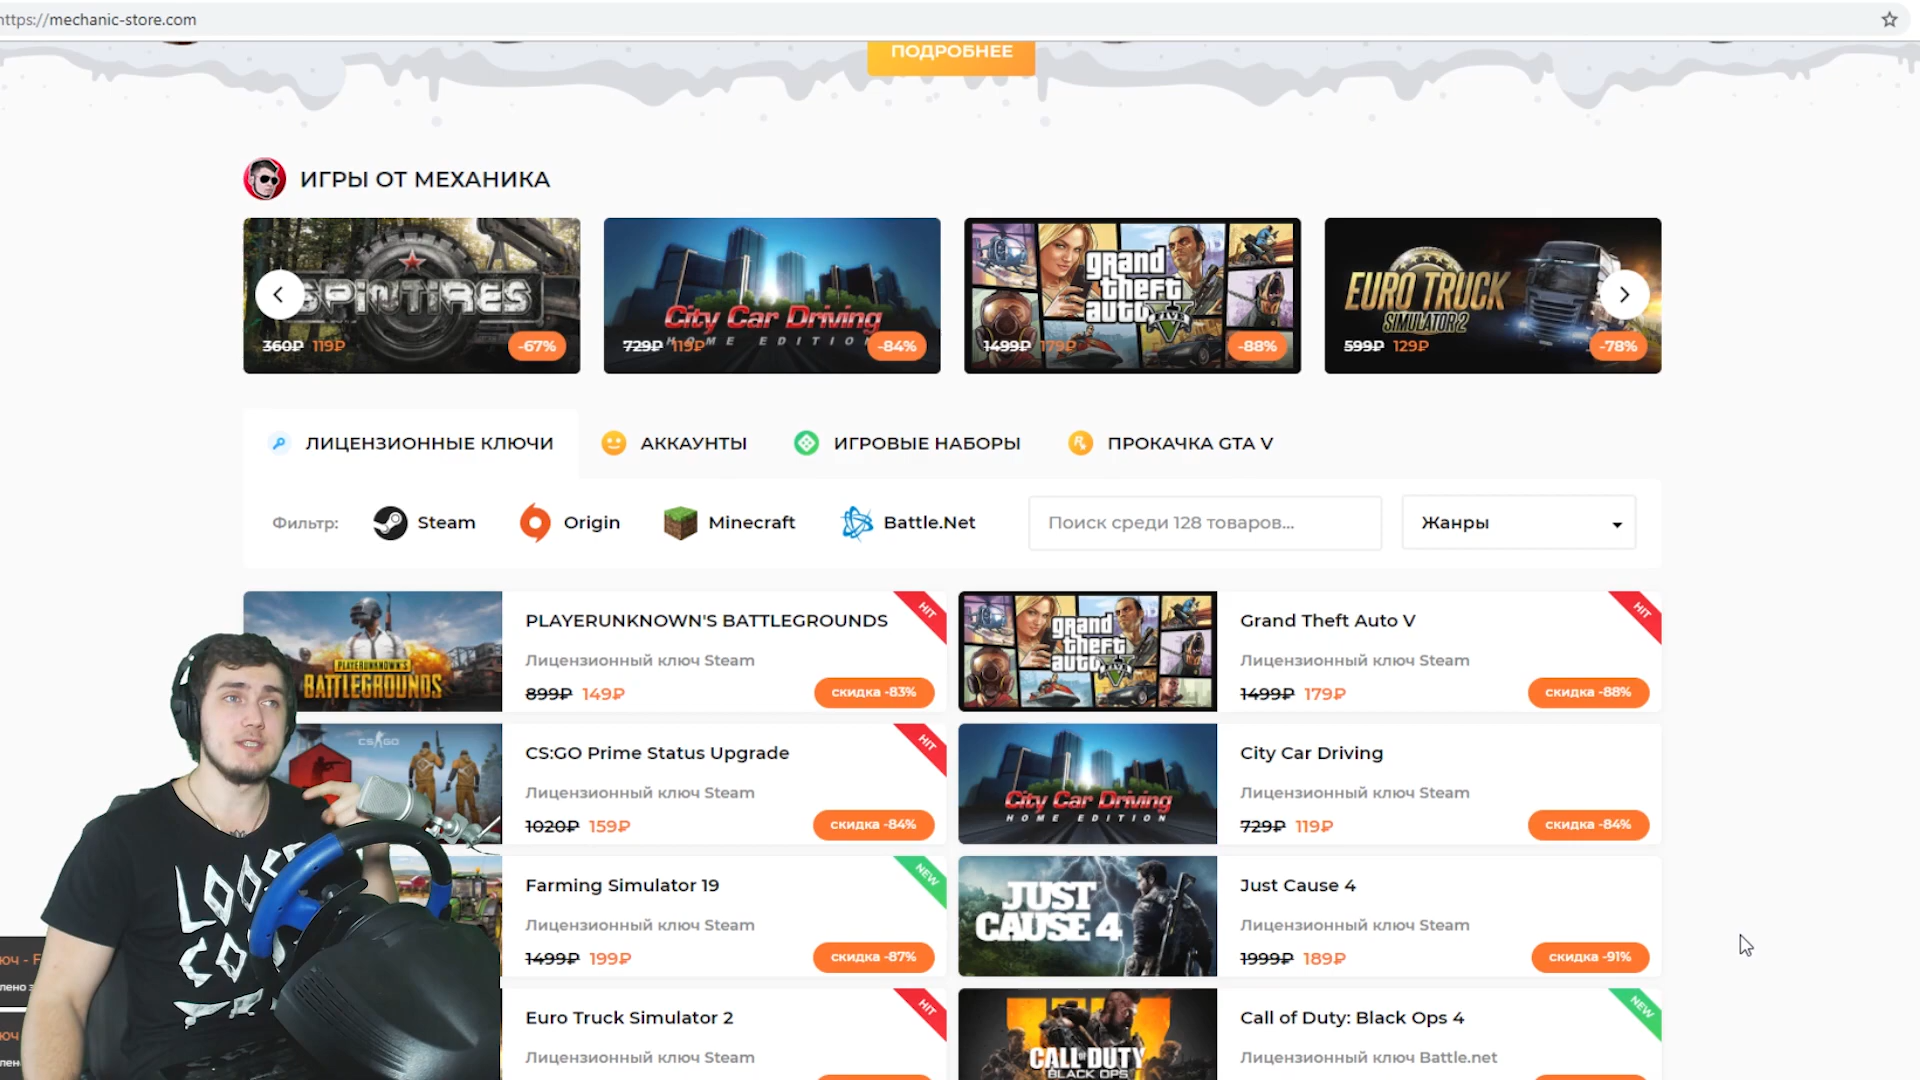 https://mechanic-store.com
ПОДРОБНЕЕ
ИГРЫ ОТ МЕХАНИКА
SPINTIRES
360₽ 119₽
-67%
City Car Driving
HOME EDITION
729₽ 119₽
-84%
grand
theft
auto
FIVE
1499₽ 179₽
-88%
EURO TRUCK
SIMULATOR 2
599₽ 129₽
-78%
ЛИЦЕНЗИОННЫЕ КЛЮЧИ
АККАУНТЫ
ИГРОВЫЕ НАБОРЫ
ПРОКАЧКА GTA V
Фильтр:
Steam
Origin
Minecraft
Battle.Net
Поиск среди 128 товаров...
Жанры
PLAYERUNKNOWN'S
BATTLEGROUNDS
PLAYERUNKNOWN'S BATTLEGROUNDS
HIT
Лицензионный ключ Steam
899₽ 149₽
скидка -83%
grand
theft
auto
Grand Theft Auto V
HIT
Лицензионный ключ Steam
1499₽ 179₽
скидка -88%
CS:GO
CS:GO Prime Status Upgrade
HIT
Лицензионный ключ Steam
1020₽ 159₽
скидка -84%
City Car Driving
HOME EDITION
City Car Driving
Лицензионный ключ Steam
729₽ 119₽
скидка -84%
Farming Simulator 19
NEW
Лицензионный ключ Steam
1499₽ 199₽
скидка -87%
JUST
CAUSE 4
Just Cause 4
Лицензионный ключ Steam
1999₽ 189₽
скидка -91%
Euro Truck Simulator 2
HIT
Лицензионный ключ Steam
CALL OF DUTY
BLACK OPS
Call of Duty: Black Ops 4
NEW
Лицензионный ключ Battle.net